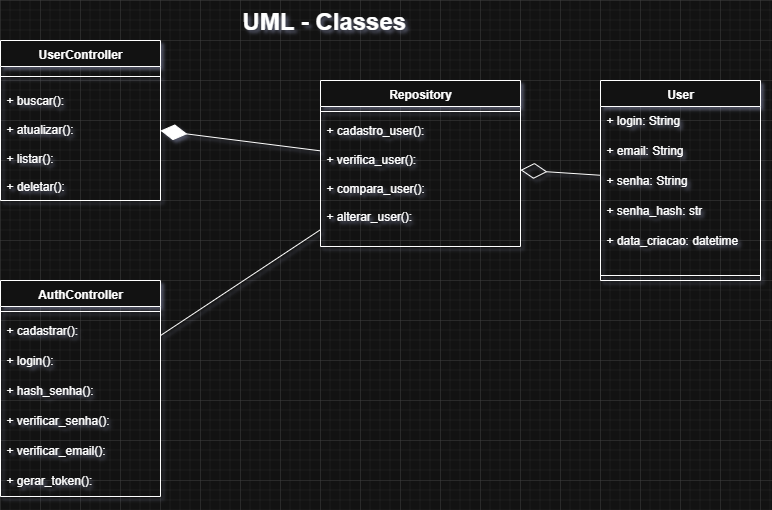 UML - Classes
UserController
+ buscar():
+ atualizar():
+ listar():
+ deletar():
Repository
+ cadastro_user():
+ verifica_user():
+ compara_user():
+ alterar_user():
User
+ login: String
+ email: String
+ senha: String
+ senha_hash: str
+ data_criacao: datetime
AuthController
+ cadastrar():
+ login():
+ hash_senha():
+ verificar_senha():
+ verificar_email():
+ gerar_token():